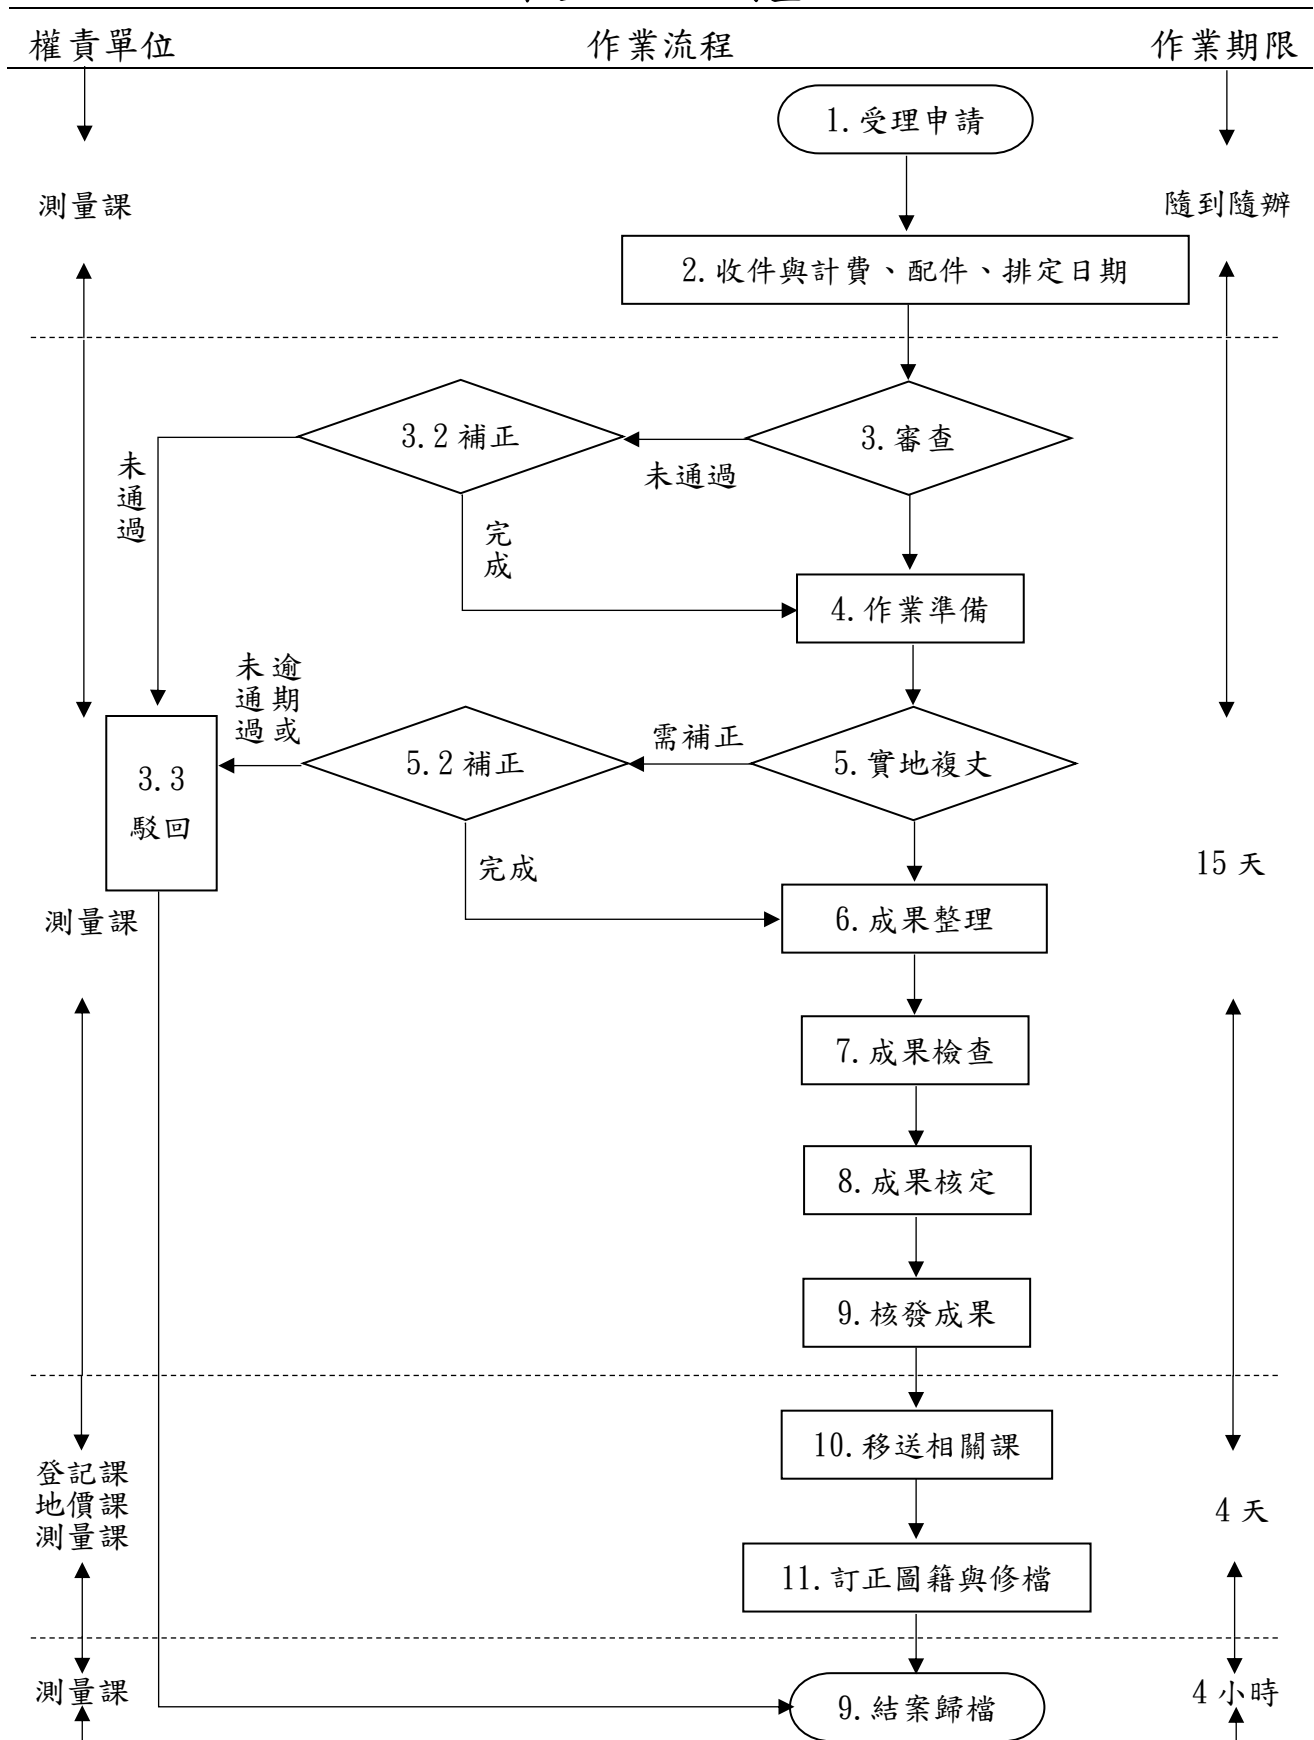 權責單位 作業流程 作業期限
1.受理申請
測量課
隨到隨辦
2.收件與計費、配件、排定日期
3.2補正
3.審查
未通過
未通過
完成
4.作業準備
未通過或逾期
需補正
5.2補正
5.實地複丈
3.3
駁回
完成
15天
測量課
6.成果整理
7.成果檢查
8.成果核定
9.核發成果
10.移送相關課
登記課
地價課
測量課
4天
11.訂正圖籍與修檔
測量課
9.結案歸檔
4小時